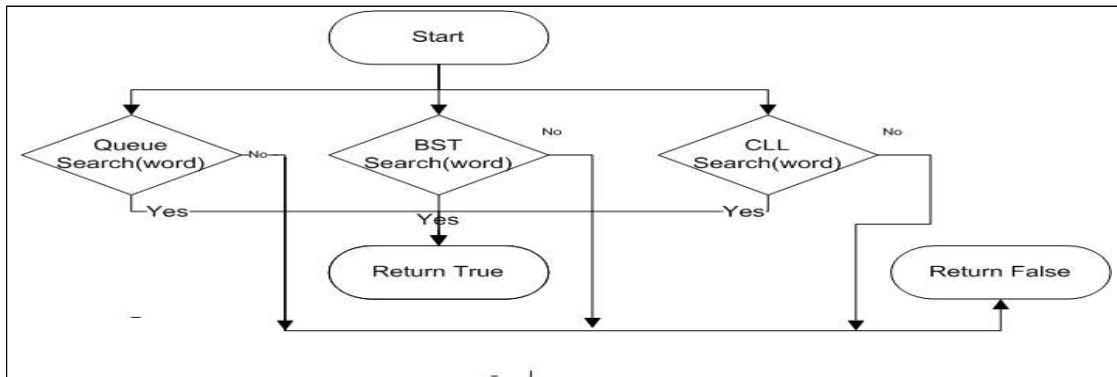 Start
Queue
Search(word)
No
BST
Search(word)
No
CLL
Search(word)
No
Yes
Yes
Yes
Return True
Return False